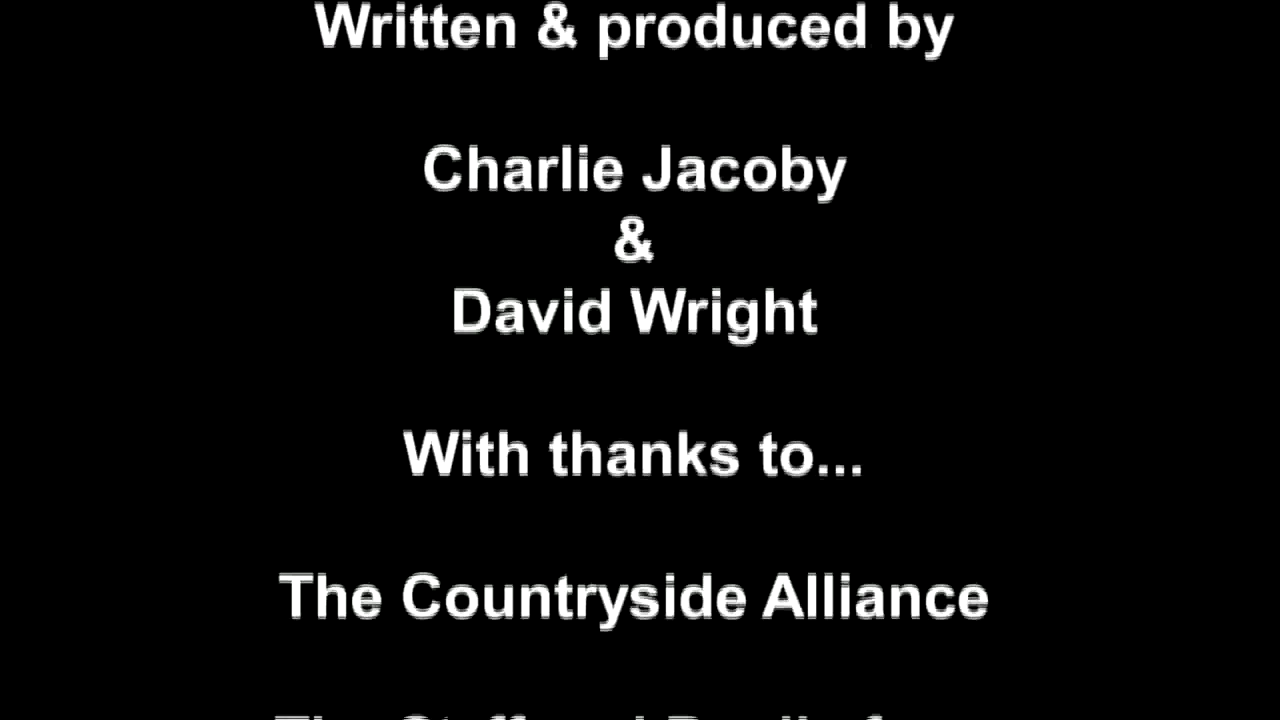 Written & produced by
Charlie Jacoby
&
David Wright
With thanks to...
The Countryside Alliance